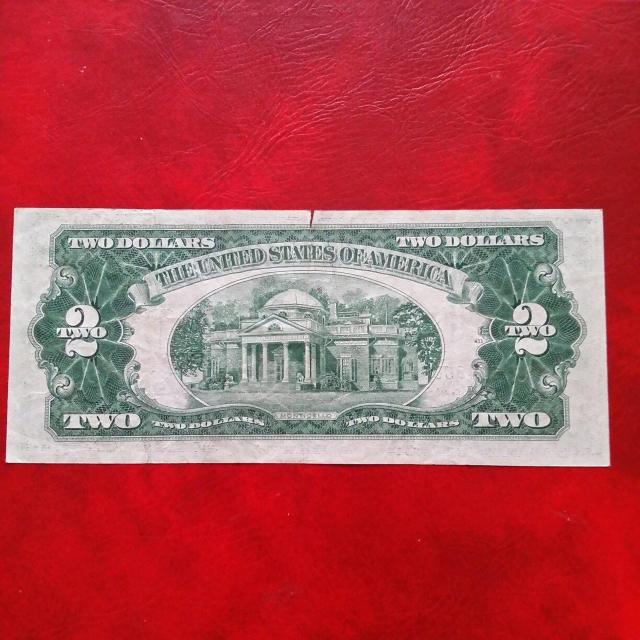 TWO DOLLARS TWO DOLLARS
THE UNITED STATES OF AMERICA
2 2
TWO TWO
MONTICELLO
TWO TWO DOLLARS TWO DOLLARS TWO